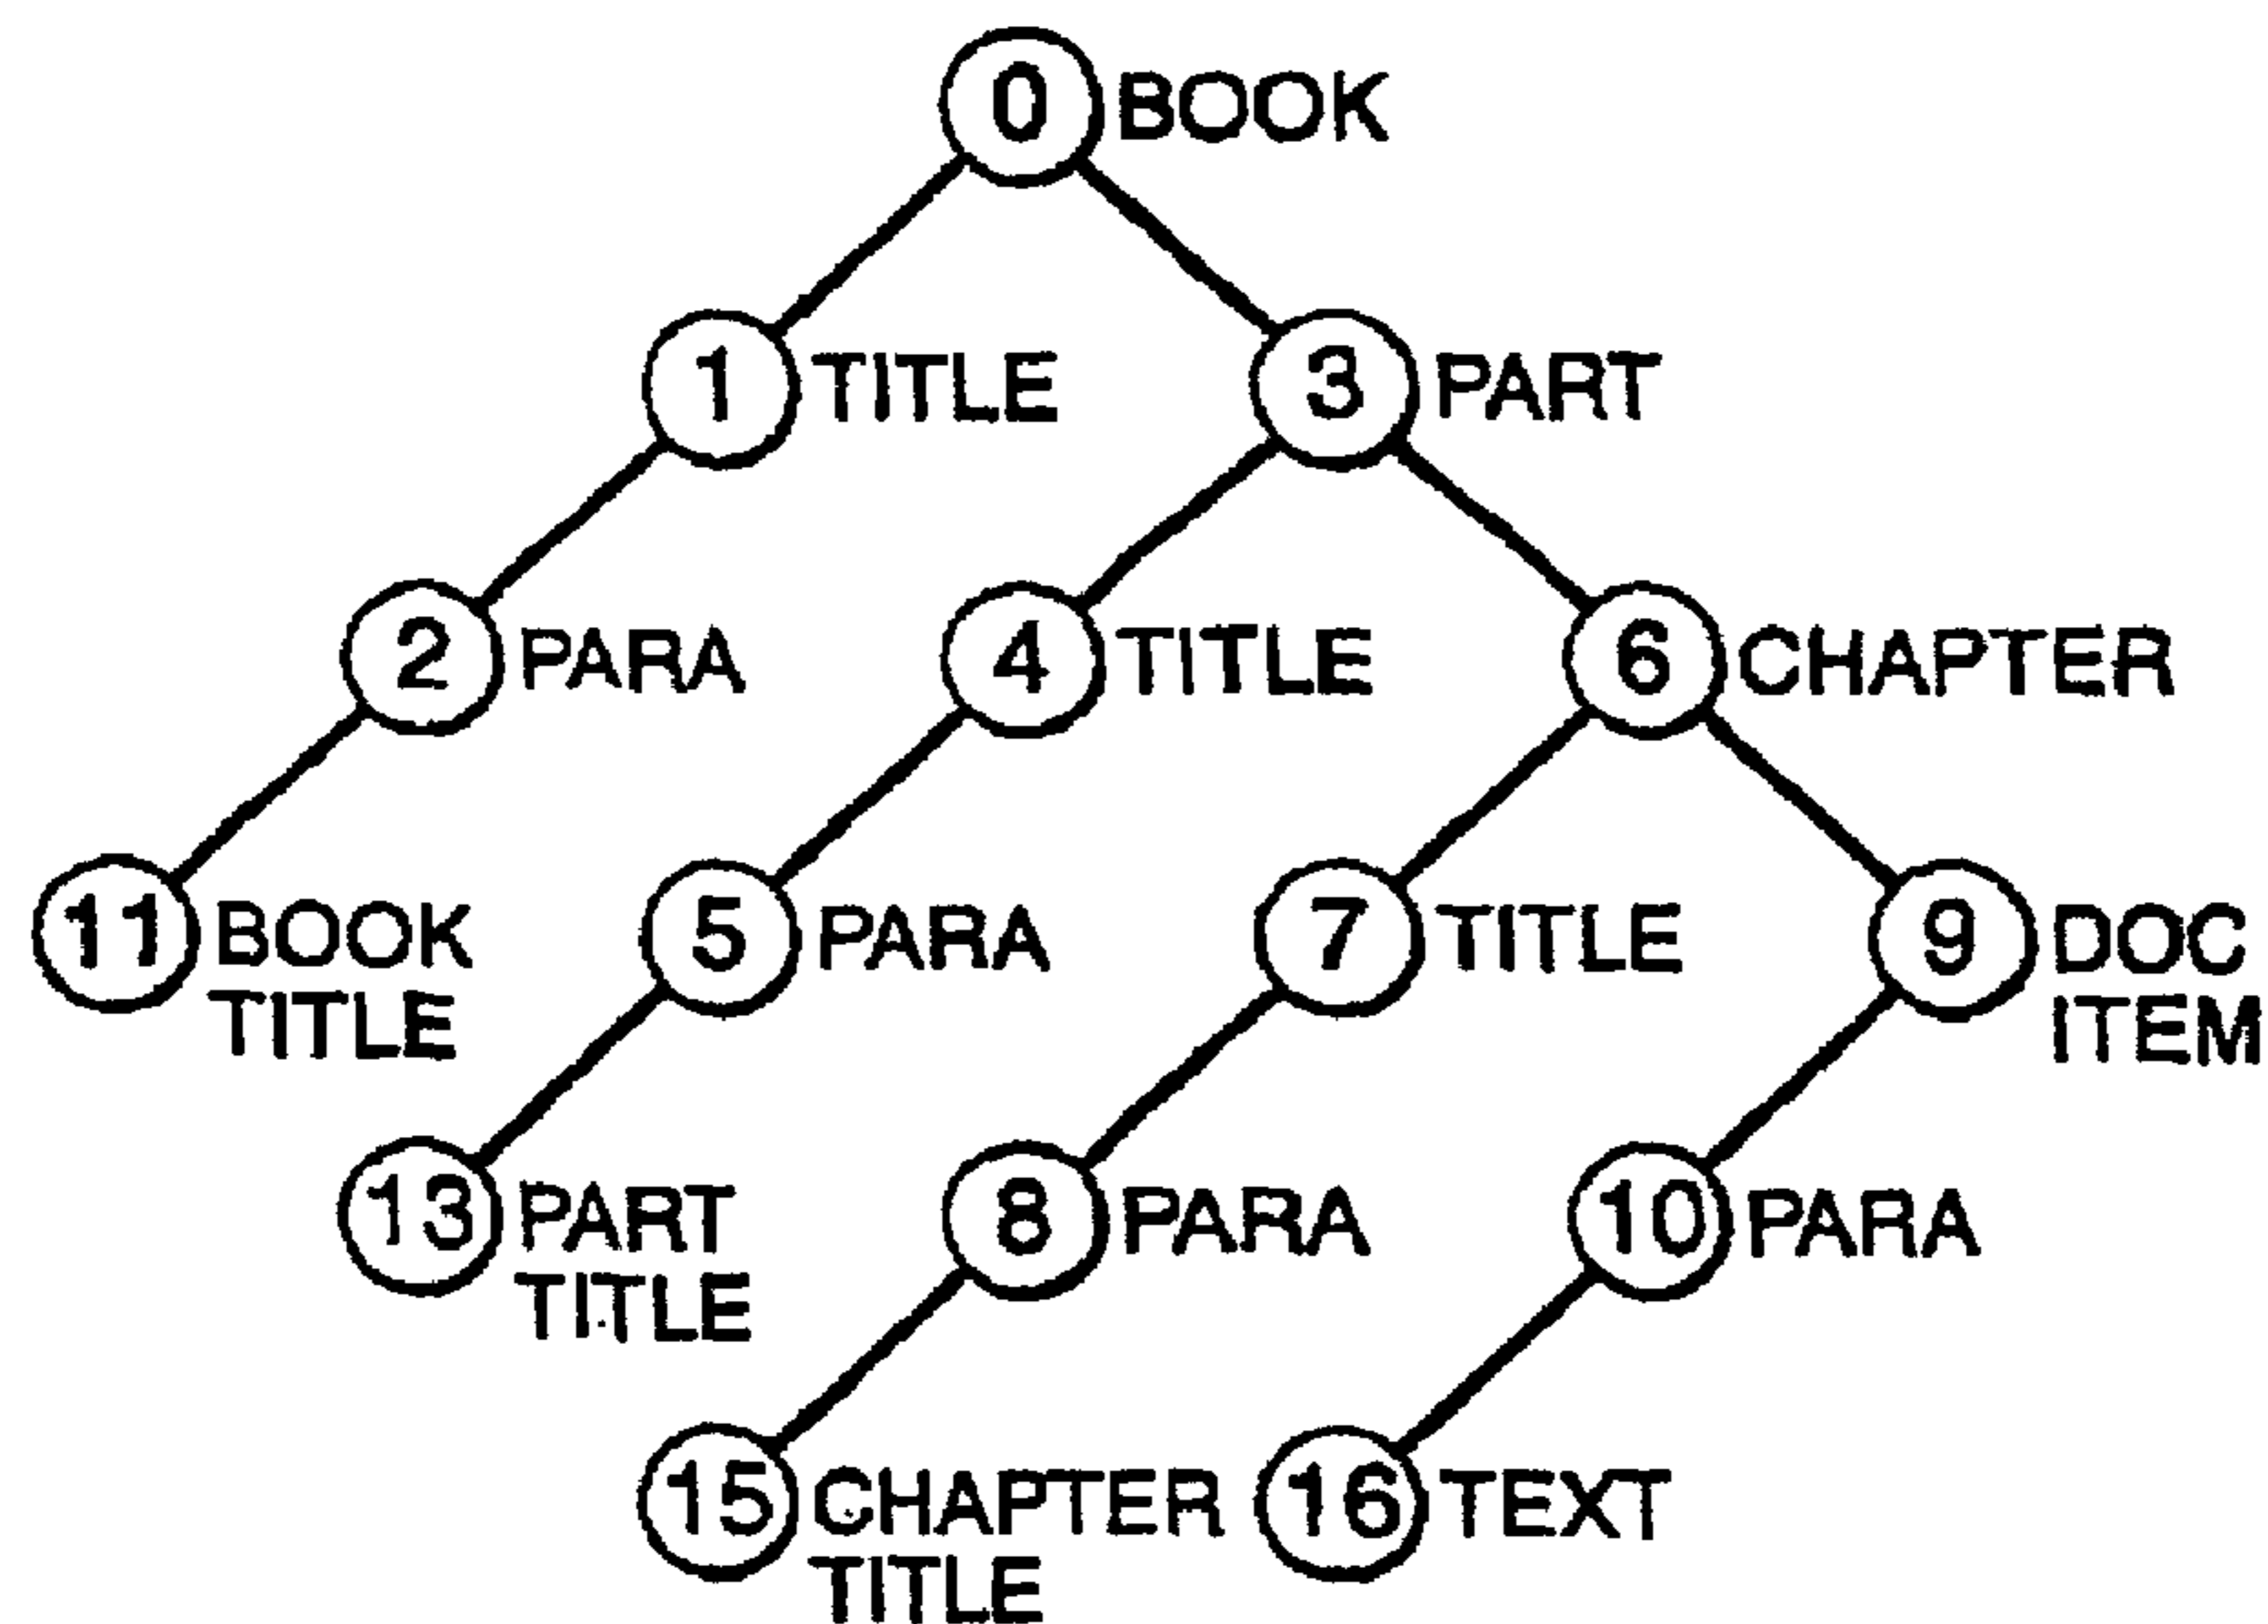 0 BOOK
1 TITLE 3 PART
2 PARA 4 TITLE 6 CHAPTER
11 BOOK 5 PARA 7 TITLE 9 DOC
TITLE ITEM
13 PART 8 PARA 10 PARA
TITLE
15 CHAPTER 16 TEXT
TITLE